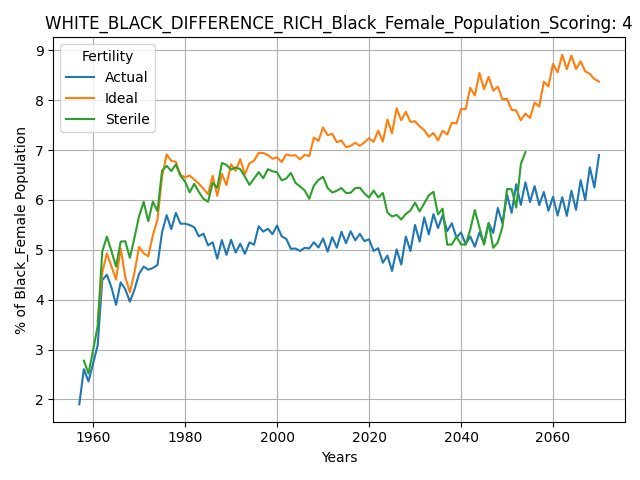 WHITE_BLACK_DIFFERENCE_RICH_Black_Female_Population_Scoring: 4
Fertility
Actual
Ideal
Sterile
% of Black_Female Population
9
8
7
6
5
4
3
2
1960
1980
2000
2020
2040
2060
Years